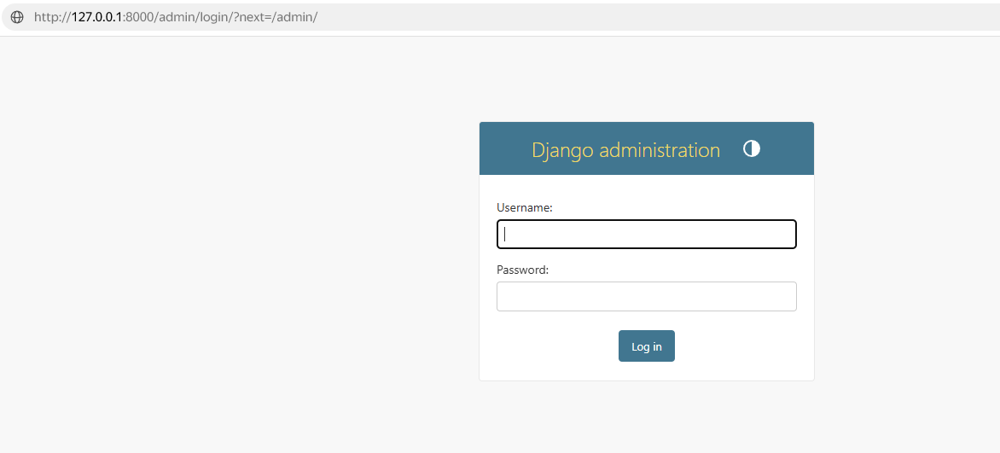 http://127.0.0.1:8000/admin/login/?next=/admin/
Django administration
Username:
Password:
Log in